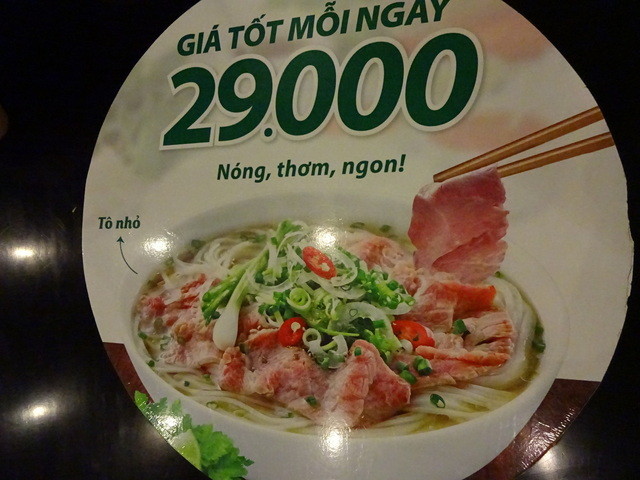 GIÁ TỐT MỖI NGÀY
29.000
Nóng, thơm, ngon!
Tô nhỏ